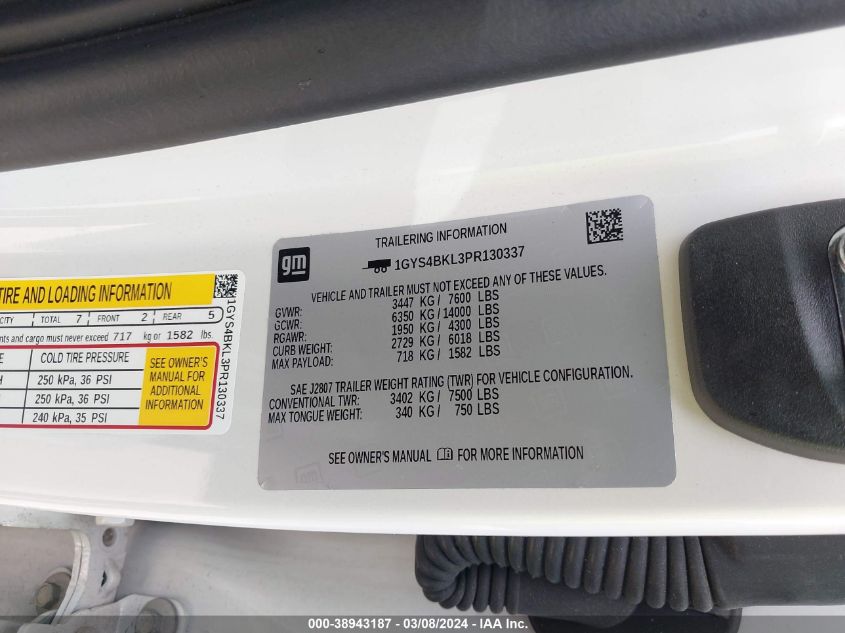 TIRE AND LOADING INFORMATION
TOTAL 7 FRONT 2 REAR 5
and cargo must never exceed 717 kg or 1582 lbs.
COLD TIRE PRESSURE
250 kPa, 36 PSI
250 kPa, 36 PSI
240 kPa, 35 PSI
SEE OWNER'S
MANUAL FOR
ADDITIONAL
INFORMATION
1GYS4BKL3PR130337
gm
TRAILERING INFORMATION
1GYS4BKL3PR130337
VEHICLE AND TRAILER MUST NOT EXCEED ANY OF THESE VALUES.
GVWR: 3447 KG / 7600 LBS
GCWR: 6350 KG / 14000 LBS
RGAWR: 1950 KG / 4300 LBS
CURB WEIGHT: 2729 KG / 6018 LBS
MAX PAYLOAD: 718 KG / 1582 LBS
SAE J2807 TRAILER WEIGHT RATING (TWR) FOR VEHICLE CONFIGURATION.
CONVENTIONAL TWR: 3402 KG / 7500 LBS
MAX TONGUE WEIGHT: 340 KG / 750 LBS
SEE OWNER'S MANUAL FOR MORE INFORMATION
gm
000-38943187 - 03/08/2024 - IAA Inc.